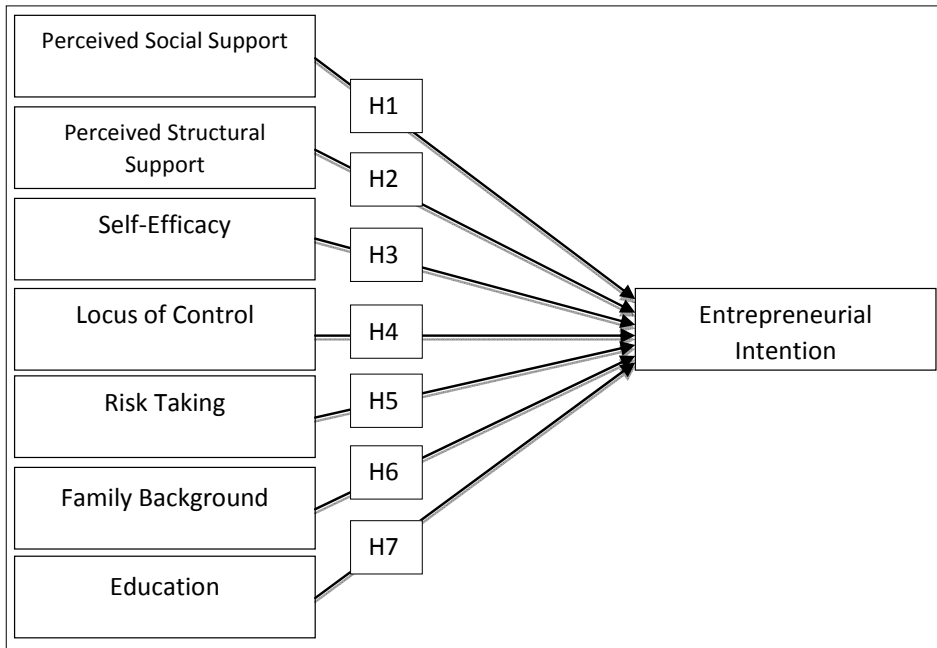 Perceived Social Support
H1
Perceived Structural
Support
H2
Self-Efficacy
H3
Locus of Control
H4
Entrepreneurial
Intention
Risk Taking
H5
Family Background
H6
Education
H7